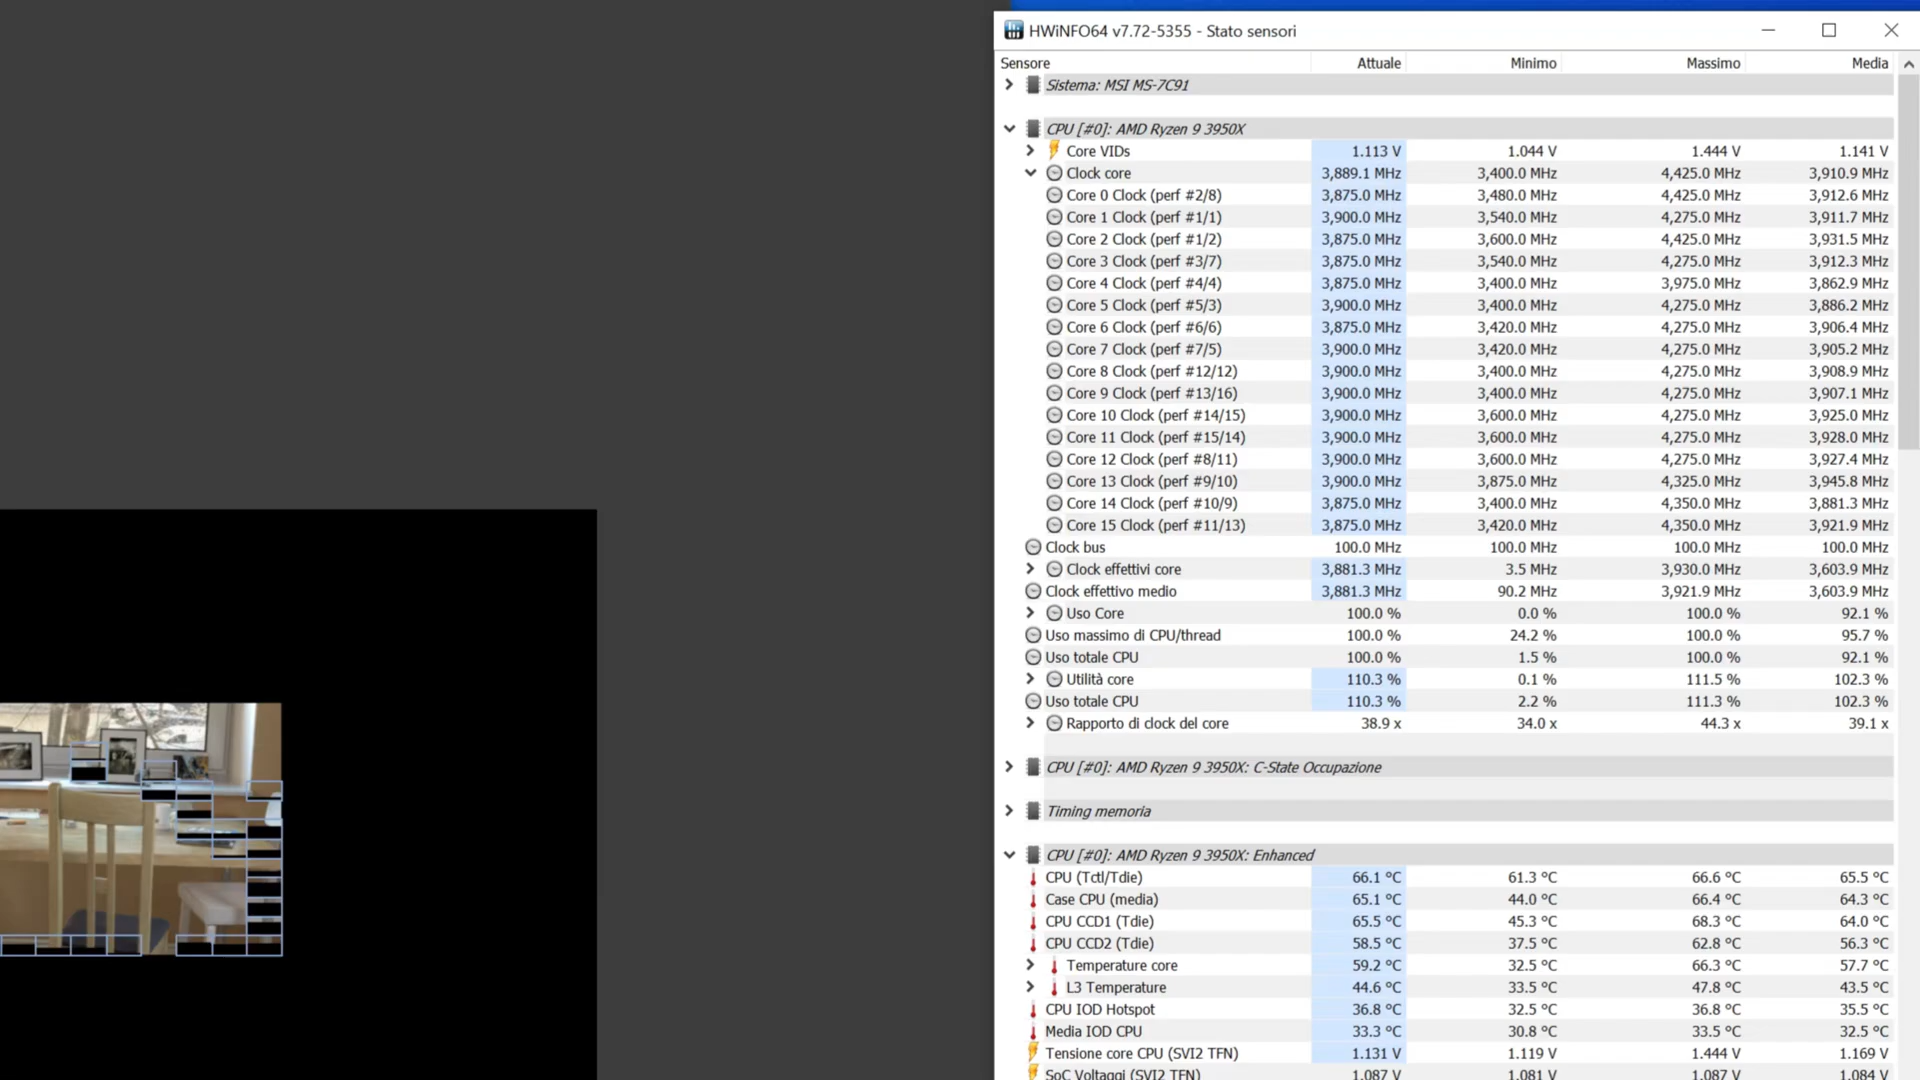 HWiNFO64 v7.72-5355 - Stato sensori
Sensore Attuale Minimo Massimo Media
Sistema: MSI MS-7C91
CPU [#0]: AMD Ryzen 9 3950X
Core VIDs 1.113 V 1.044 V 1.444 V 1.141 V
Clock core 3,889.1 MHz 3,400.0 MHz 4,425.0 MHz 3,910.9 MHz
Core 0 Clock (perf #2/8) 3,875.0 MHz 3,480.0 MHz 4,425.0 MHz 3,912.6 MHz
Core 1 Clock (perf #1/1) 3,900.0 MHz 3,540.0 MHz 4,275.0 MHz 3,911.7 MHz
Core 2 Clock (perf #1/2) 3,875.0 MHz 3,600.0 MHz 4,425.0 MHz 3,931.5 MHz
Core 3 Clock (perf #3/7) 3,875.0 MHz 3,540.0 MHz 4,275.0 MHz 3,912.3 MHz
Core 4 Clock (perf #4/4) 3,875.0 MHz 3,400.0 MHz 3,975.0 MHz 3,862.9 MHz
Core 5 Clock (perf #5/3) 3,900.0 MHz 3,400.0 MHz 4,275.0 MHz 3,886.2 MHz
Core 6 Clock (perf #6/6) 3,875.0 MHz 3,420.0 MHz 4,275.0 MHz 3,906.4 MHz
Core 7 Clock (perf #7/5) 3,900.0 MHz 3,420.0 MHz 4,275.0 MHz 3,905.2 MHz
Core 8 Clock (perf #12/12) 3,900.0 MHz 3,400.0 MHz 4,275.0 MHz 3,908.9 MHz
Core 9 Clock (perf #13/16) 3,900.0 MHz 3,400.0 MHz 4,275.0 MHz 3,907.1 MHz
Core 10 Clock (perf #14/15) 3,900.0 MHz 3,600.0 MHz 4,275.0 MHz 3,925.0 MHz
Core 11 Clock (perf #15/14) 3,900.0 MHz 3,600.0 MHz 4,275.0 MHz 3,928.0 MHz
Core 12 Clock (perf #8/11) 3,900.0 MHz 3,600.0 MHz 4,275.0 MHz 3,927.4 MHz
Core 13 Clock (perf #9/10) 3,900.0 MHz 3,875.0 MHz 4,325.0 MHz 3,945.8 MHz
Core 14 Clock (perf #10/9) 3,875.0 MHz 3,400.0 MHz 4,350.0 MHz 3,881.3 MHz
Core 15 Clock (perf #11/13) 3,875.0 MHz 3,420.0 MHz 4,350.0 MHz 3,921.9 MHz
Clock bus 100.0 MHz 100.0 MHz 100.0 MHz 100.0 MHz
Clock effettivi core 3,881.3 MHz 3.5 MHz 3,930.0 MHz 3,603.9 MHz
Clock effettivo medio 3,881.3 MHz 90.2 MHz 3,921.9 MHz 3,603.9 MHz
Uso Core 100.0 % 0.0 % 100.0 % 92.1 %
Uso massimo di CPU/thread 100.0 % 24.2 % 100.0 % 95.7 %
Uso totale CPU 100.0 % 1.5 % 100.0 % 92.1 %
Utilità core 110.3 % 0.1 % 111.5 % 102.3 %
Uso totale CPU 110.3 % 2.2 % 111.3 % 102.3 %
Rapporto di clock del core 38.9 x 34.0 x 44.3 x 39.1 x
CPU [#0]: AMD Ryzen 9 3950X: C-State Occupazione
Timing memoria
CPU [#0]: AMD Ryzen 9 3950X: Enhanced
CPU (Tctl/Tdie) 66.1 °C 61.3 °C 66.6 °C 65.5 °C
Case CPU (media) 65.1 °C 44.0 °C 66.4 °C 64.3 °C
CPU CCD1 (Tdie) 65.5 °C 45.3 °C 68.3 °C 64.0 °C
CPU CCD2 (Tdie) 58.5 °C 37.5 °C 62.8 °C 56.3 °C
Temperature core 59.2 °C 32.5 °C 66.3 °C 57.7 °C
L3 Temperature 44.6 °C 33.5 °C 47.8 °C 43.5 °C
CPU IOD Hotspot 36.8 °C 32.5 °C 36.8 °C 35.5 °C
Media IOD CPU 33.3 °C 30.8 °C 33.5 °C 32.5 °C
Tensione core CPU (SVI2 TFN) 1.131 V 1.119 V 1.444 V 1.169 V
SoC Voltaggi (SVI2 TFN) 1.087 V 1.081 V 1.087 V 1.084 V